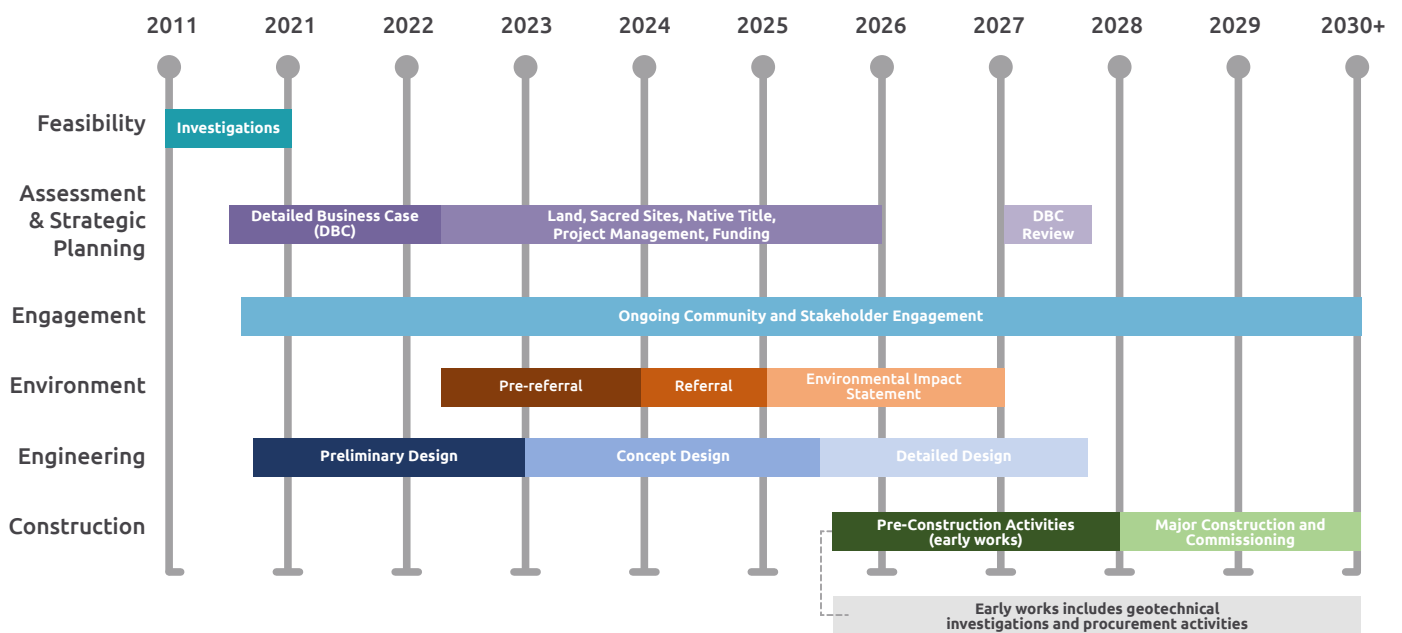 2011 2021 2022 2023 2024 2025 2026 2027 2028 2029 2030+
Feasibility
Investigations
Assessment
& Strategic
Planning
Detailed Business Case
(DBC)
Land, Sacred Sites, Native Title,
Project Management, Funding
DBC
Review
Engagement
Ongoing Community and Stakeholder Engagement
Environment
Pre-referral
Referral
Environmental Impact
Statement
Engineering
Preliminary Design
Concept Design
Detailed Design
Construction
Pre-Construction Activities
(early works)
Major Construction and
Commissioning
Early works includes geotechnical
investigations and procurement activities